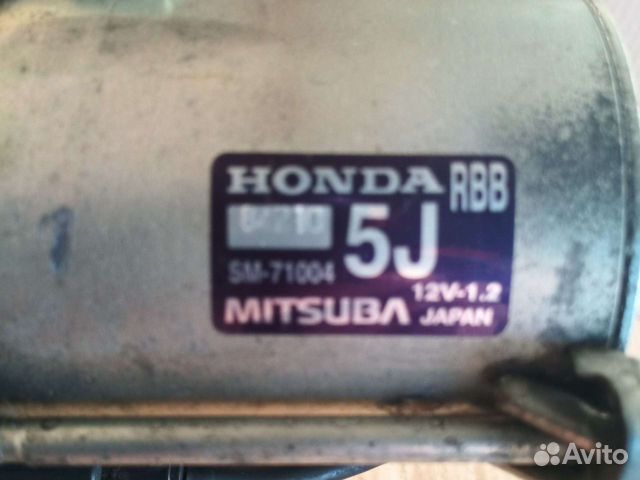 HONDA RBB
5J
SM-71004
12V-1.2
MITSUBA JAPAN
Avito